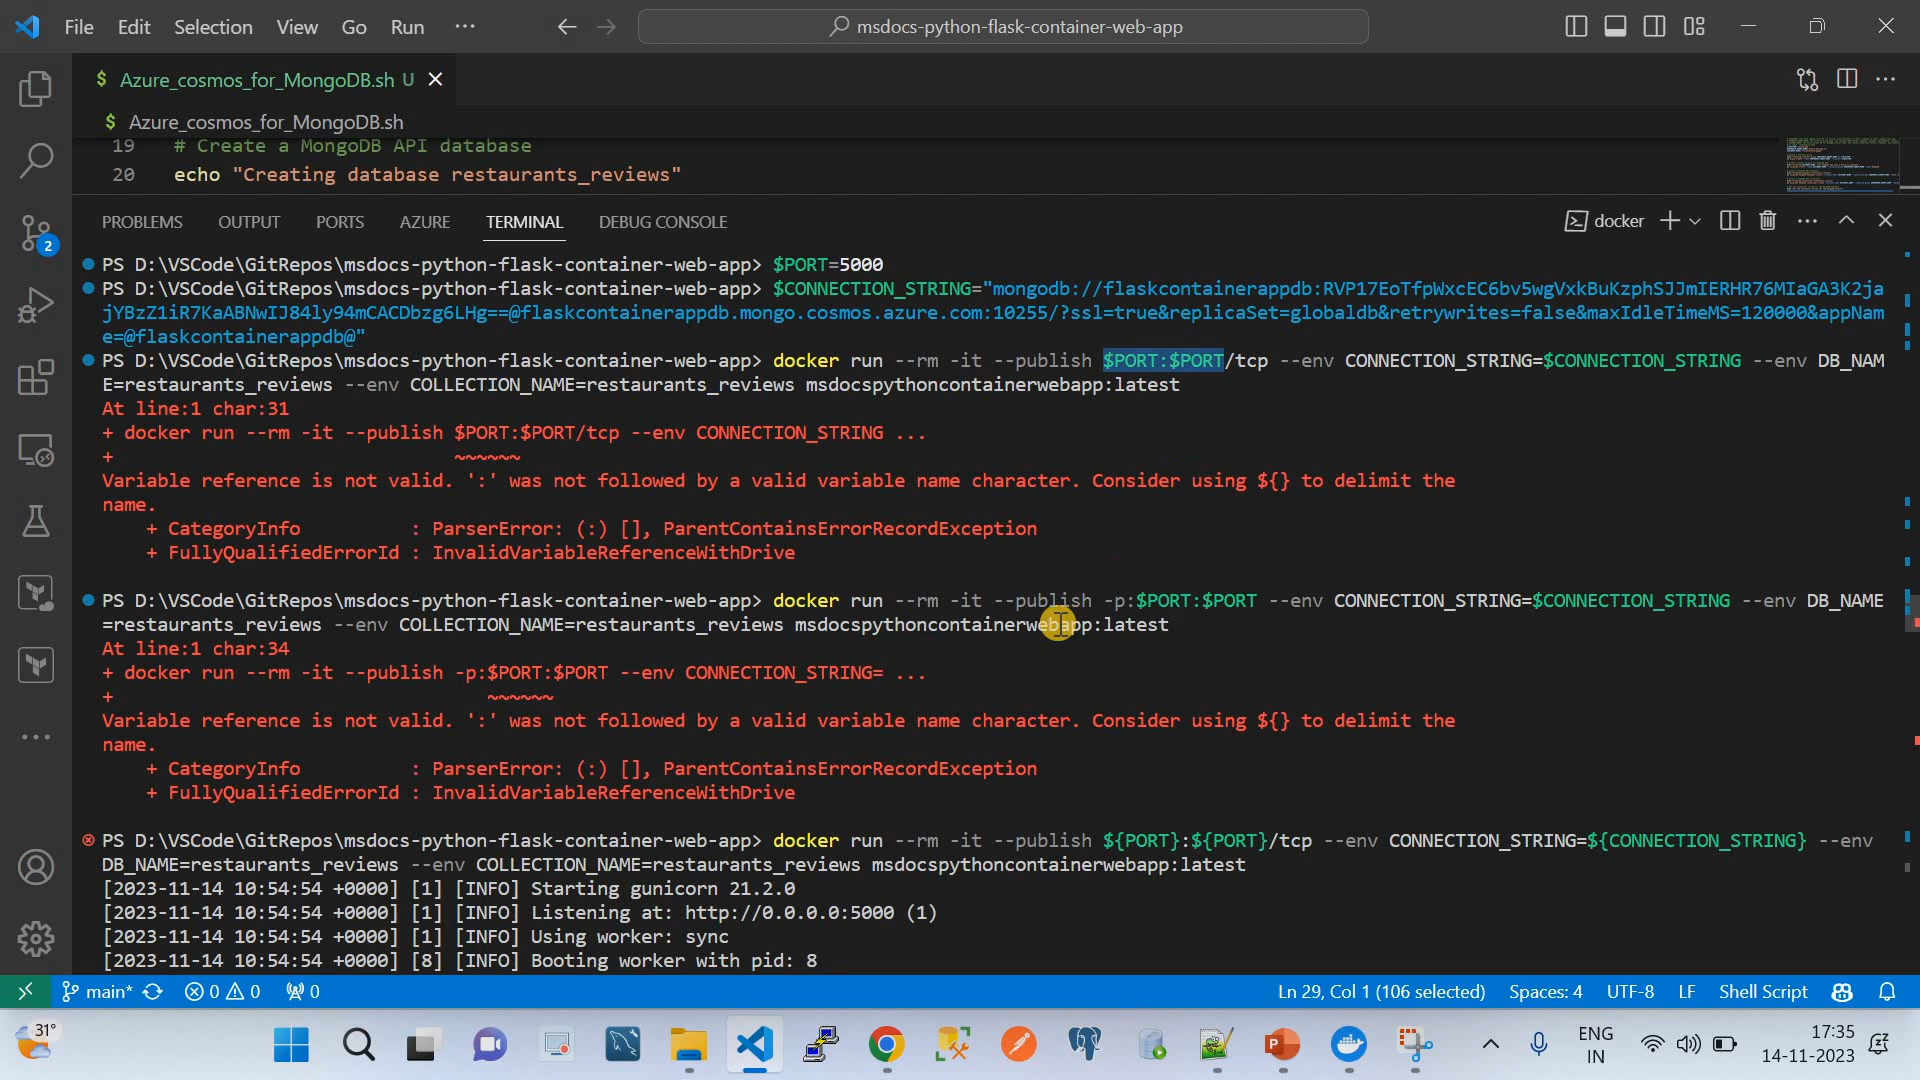 File Edit Selection View Go Run ··· msdocs-python-flask-container-web-app
$ Azure_cosmos_for_MongoDB.sh U
$ Azure_cosmos_for_MongoDB.sh
19 # Create a MongoDB API database
20 echo "Creating database restaurants_reviews"
PROBLEMS OUTPUT PORTS AZURE TERMINAL DEBUG CONSOLE docker
PS D:\VSCode\GitRepos\msdocs-python-flask-container-web-app> $PORT=5000
PS D:\VSCode\GitRepos\msdocs-python-flask-container-web-app> $CONNECTION_STRING="mongodb://flaskcontainerappdb:RVP17EoTfpWxcEC6bv5wgVxkBuKzphSJJmIERHR76MIaGA3K2ja
jYBzZ1iR7KaABNwIJ84ly94mCACDbzg6LHg==@flaskcontainerappdb.mongo.cosmos.azure.com:10255/?ssl=true&replicaSet=globaldb&retrywrites=false&maxIdleTimeMS=120000&appNam
e=@flaskcontainerappdb@"
PS D:\VSCode\GitRepos\msdocs-python-flask-container-web-app> docker run --rm -it --publish $PORT:$PORT/tcp --env CONNECTION_STRING=$CONNECTION_STRING --env DB_NAM
E=restaurants_reviews --env COLLECTION_NAME=restaurants_reviews msdocspythoncontainerwebapp:latest
At line:1 char:31
+ docker run --rm -it --publish $PORT:$PORT/tcp --env CONNECTION_STRING ...
+ ~~~~~~
Variable reference is not valid. ':' was not followed by a valid variable name character. Consider using ${} to delimit the
name.
+ CategoryInfo : ParserError: (:) [], ParentContainsErrorRecordException
+ FullyQualifiedErrorId : InvalidVariableReferenceWithDrive
PS D:\VSCode\GitRepos\msdocs-python-flask-container-web-app> docker run --rm -it --publish -p:$PORT:$PORT --env CONNECTION_STRING=$CONNECTION_STRING --env DB_NAME
=restaurants_reviews --env COLLECTION_NAME=restaurants_reviews msdocspythoncontainerwebapp:latest
At line:1 char:34
+ docker run --rm -it --publish -p:$PORT:$PORT --env CONNECTION_STRING= ...
+ ~~~~~~
Variable reference is not valid. ':' was not followed by a valid variable name character. Consider using ${} to delimit the
name.
+ CategoryInfo : ParserError: (:) [], ParentContainsErrorRecordException
+ FullyQualifiedErrorId : InvalidVariableReferenceWithDrive
PS D:\VSCode\GitRepos\msdocs-python-flask-container-web-app> docker run --rm -it --publish ${PORT}:${PORT}/tcp --env CONNECTION_STRING=${CONNECTION_STRING} --env
DB_NAME=restaurants_reviews --env COLLECTION_NAME=restaurants_reviews msdocspythoncontainerwebapp:latest
[2023-11-14 10:54:54 +0000] [1] [INFO] Starting gunicorn 21.2.0
[2023-11-14 10:54:54 +0000] [1] [INFO] Listening at: http://0.0.0.0:5000 (1)
[2023-11-14 10:54:54 +0000] [1] [INFO] Using worker: sync
[2023-11-14 10:54:54 +0000] [8] [INFO] Booting worker with pid: 8
2
main* 0 0 0 Ln 29, Col 1 (106 selected) Spaces: 4 UTF-8 LF Shell Script
31° ENG 17:35
IN 14-11-2023